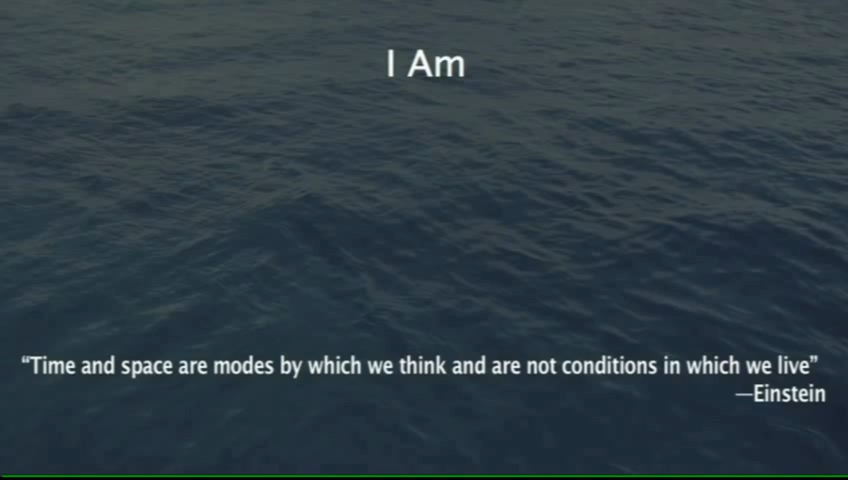 I Am
“Time and space are modes by which we think and are not conditions in which we live”
—Einstein